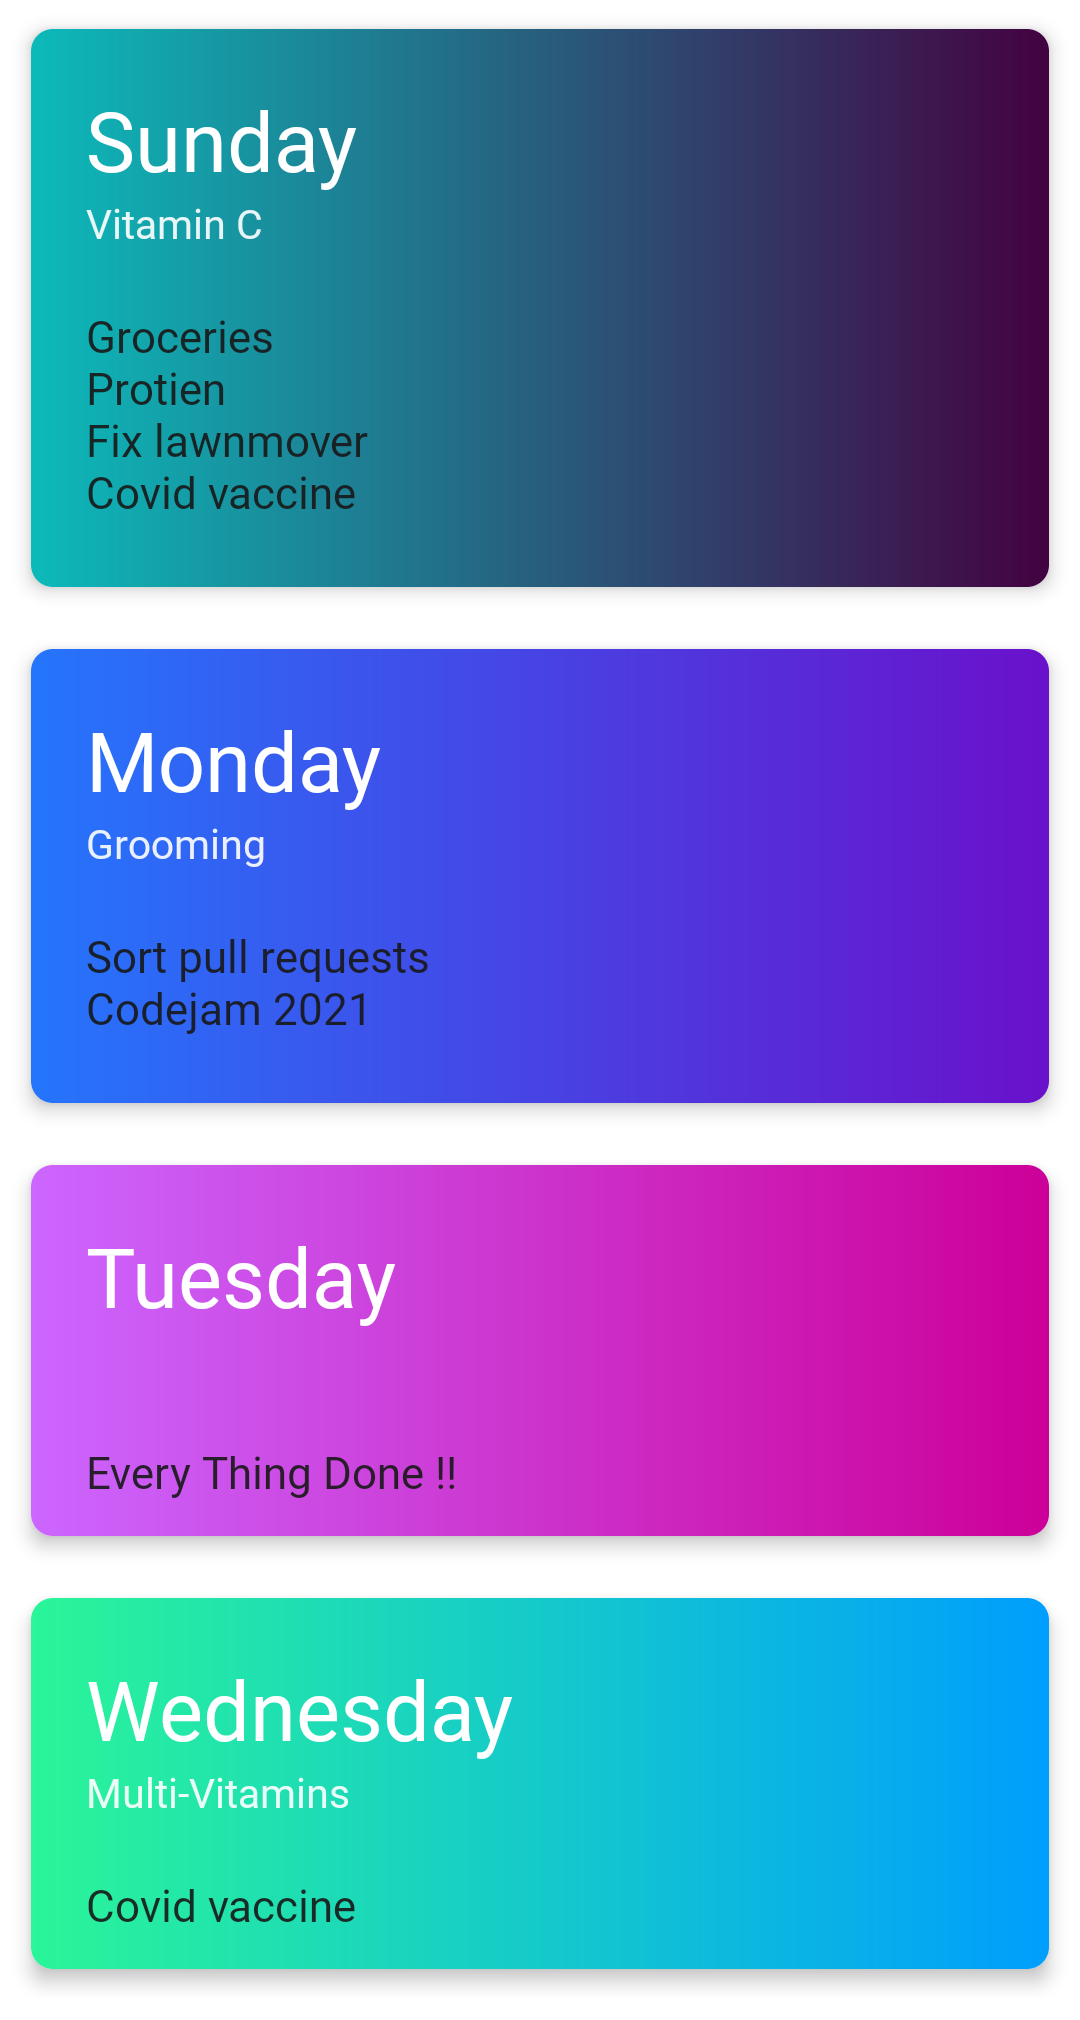 Sunday
Vitamin C
Groceries
Protien
Fix lawnmover
Covid vaccine
Monday
Grooming
Sort pull requests
Codejam 2021
Tuesday
Every Thing Done !!
Wednesday
Multi-Vitamins
Covid vaccine